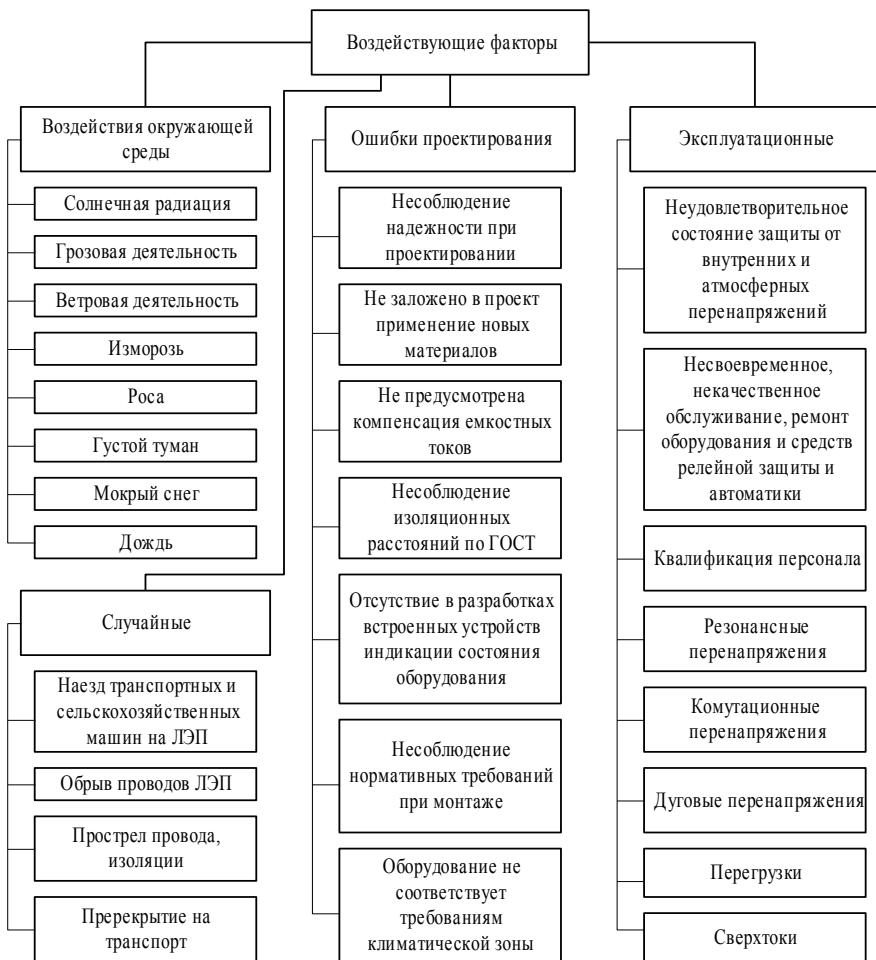 Воздействующие факторы
Воздействия окружающей
среды
Солнечная радиация
Грозовая деятельность
Ветровая деятельность
Изморозь
Роса
Густой туман
Мокрый снег
Дождь
Случайные
Наезд транспортных и
сельскохозяйственных
машин на ЛЭП
Обрыв проводов ЛЭП
Прострел провода,
изоляции
Пререкрытие на
транспорт
Ошибки проектирования
Несоблюдение
надежности при
проектировании
Не заложено в проект
применение новых
материалов
Не предусмотрена
компенсация емкостных
токов
Несоблюдение
изоляционных
расстояний по ГОСТ
Отсутствие в разработках
встроенных устройств
индикации состояния
оборудования
Несоблюдение
нормативных требований
при монтаже
Оборудование не
соответствует
требованиям
климатической зоны
Эксплуатационные
Неудовлетворительное
состояние защиты от
внутренних и
атмосферных
перенапряжений
Несвоевременное,
некачественное
обслуживание, ремонт
оборудования и средств
релейной защиты и
автоматики
Квалификация персонала
Резонансные
перенапряжения
Комутационные
перенапряжения
Дуговые перенапряжения
Перегрузки
Сверхтоки